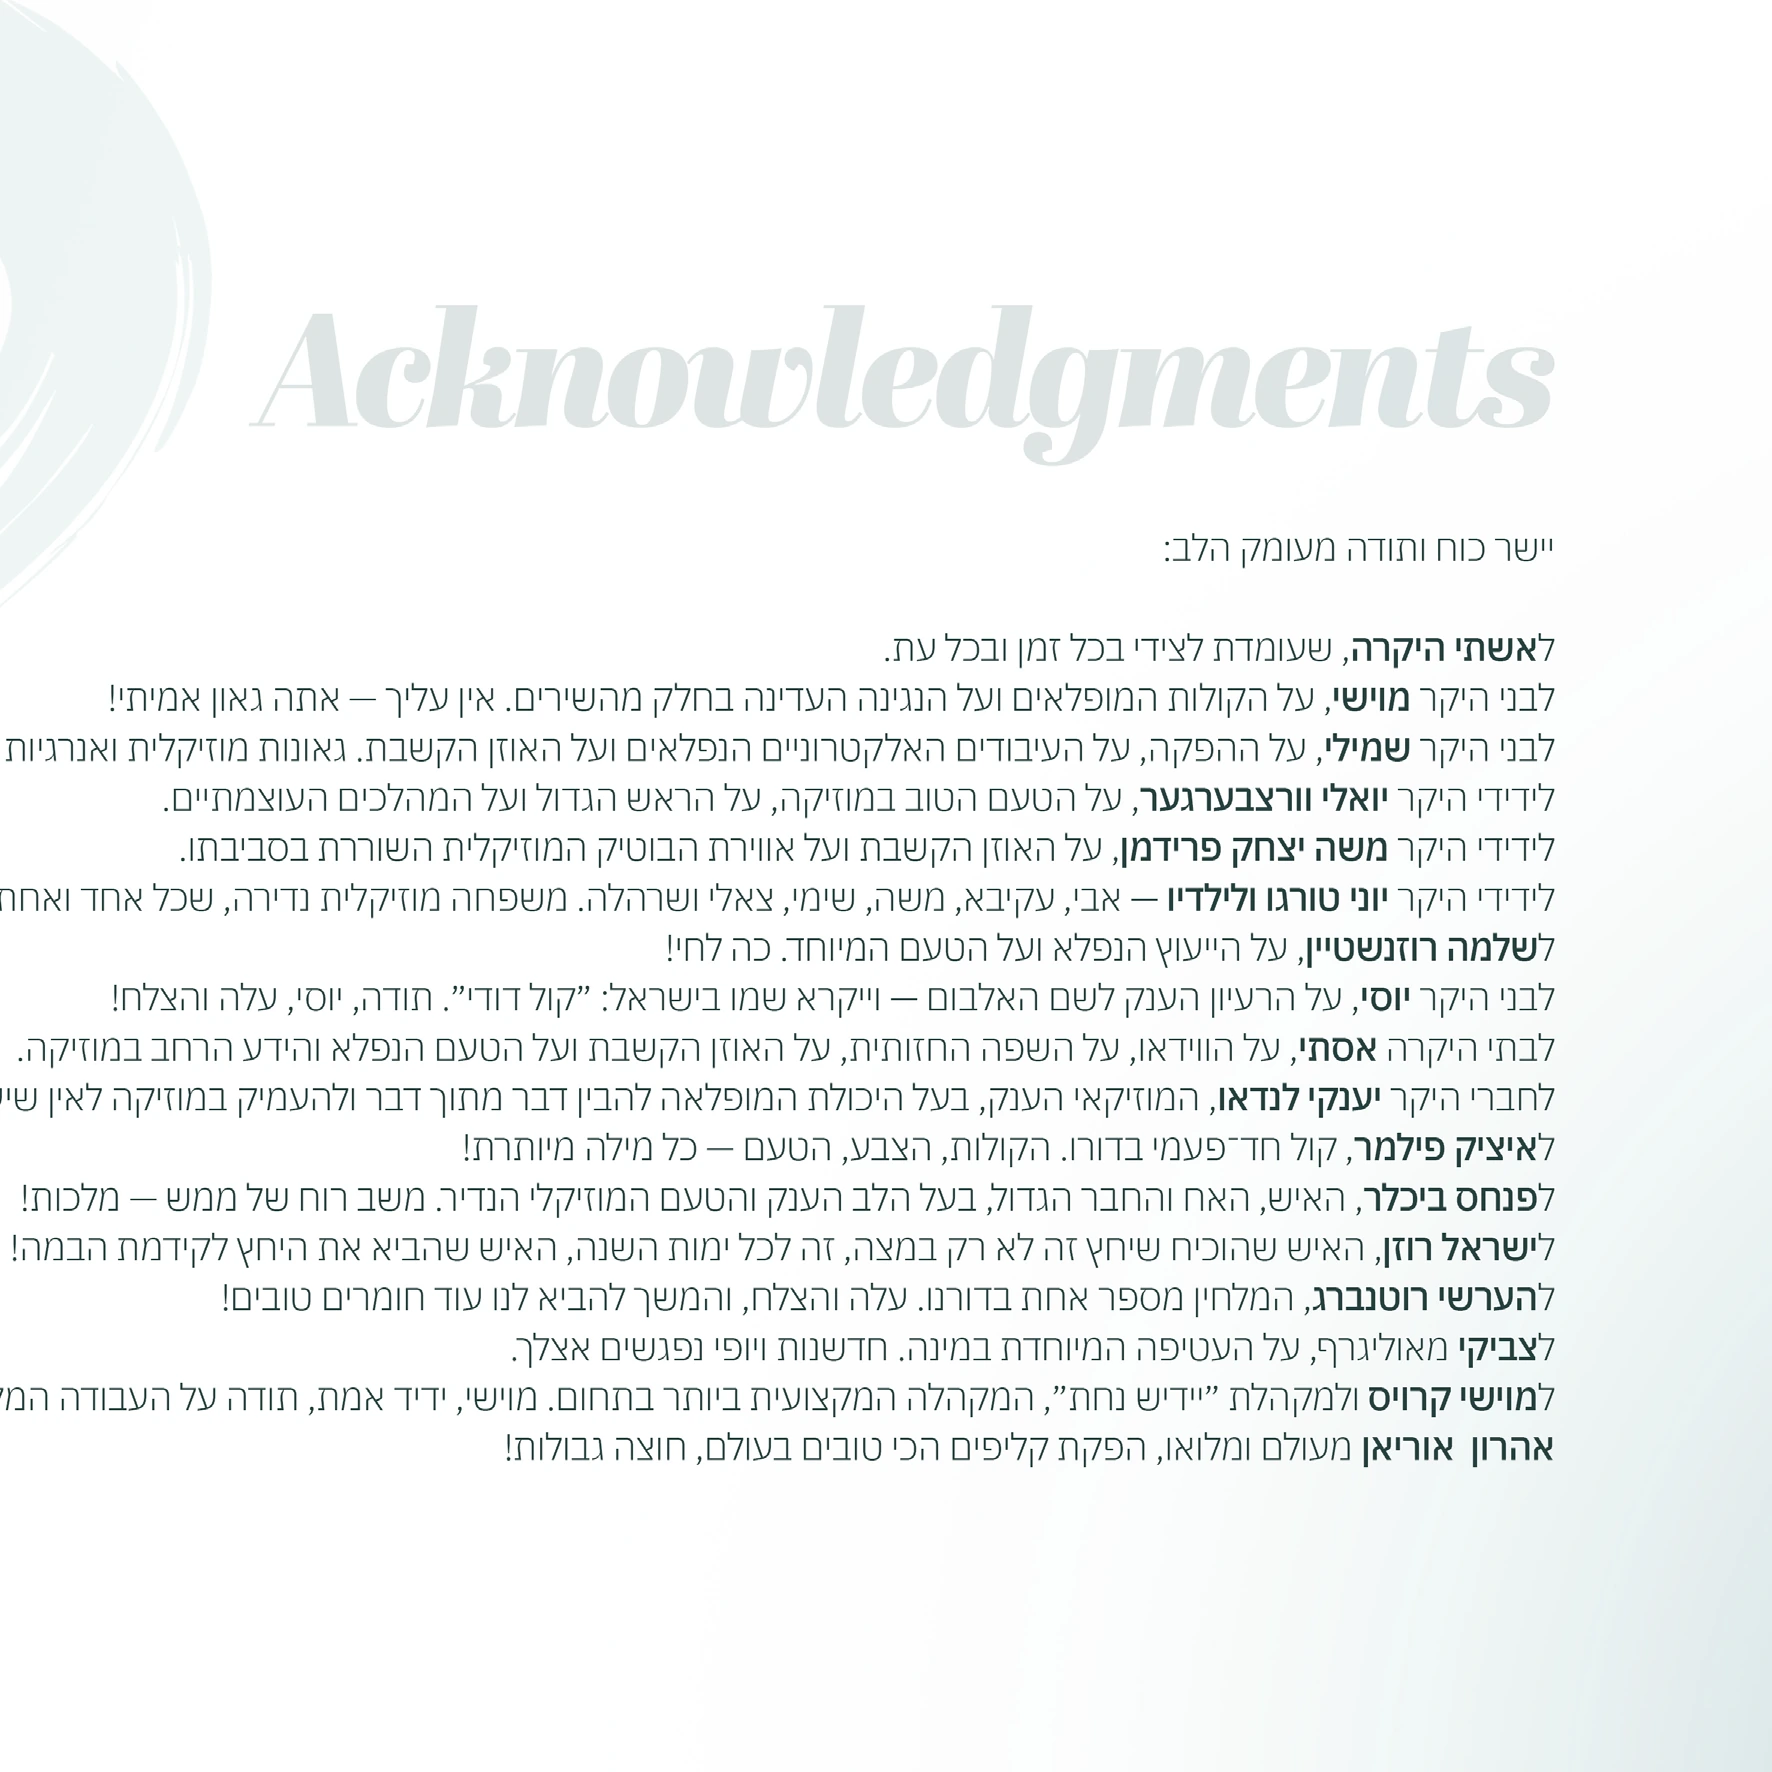 Acknowledgments
יישר כוח ותודה מעומק הלב:
לאשתי היקרה, שעומדת לצידי בכל זמן ובכל עת.
לבני היקר מוישי, על הקולות המופלאים ועל הנגינה העדינה בחלק מהשירים. אין עליך — אתה גאון אמיתי!
לבני היקר שמילי, על ההפקה, על העיבודים האלקטרוניים הנפלאים ועל האוזן הקשבת. גאונות מוזיקלית ואנרגיות
לידידי היקר יואלי וורצבערגער, על הטעם הטוב במוזיקה, על הראש הגדול ועל המהלכים העוצמתיים.
לידידי היקר משה יצחק פרידמן, על האוזן הקשבת ועל אווירת הבוטיק המוזיקלית השוררת בסביבתו.
לידידי היקר יוני טורגו ולילדיו — אבי, עקיבא, משה, שימי, צאלי ושרהלה. משפחה מוזיקלית נדירה, שכל אחד ואחת
לשלמה רוזנשטיין, על הייעוץ הנפלא ועל הטעם המיוחד. כה לחי!
לבני היקר יוסי, על הרעיון הענק לשם האלבום — וייקרא שמו בישראל: ”קול דודי”. תודה, יוסי, עלה והצלח!
לבתי היקרה אסתי, על הווידאו, על השפה החזותית, על האוזן הקשבת ועל הטעם הנפלא והידע הרחב במוזיקה.
לחברי היקר יענקי לנדאו, המוזיקאי הענק, בעל היכולת המופלאה להבין דבר מתוך דבר ולהעמיק במוזיקה לאין
לאיציק פילמר, קול חד־פעמי בדורו. הקולות, הצבע, הטעם — כל מילה מיותרת!
לפנחס ביכלר, האיש, האח והחבר הגדול, בעל הלב הענק והטעם המוזיקלי הנדיר. משב רוח של ממש — מלכות!
לישראל רוזן, האיש שהוכיח שיחץ זה לא רק במצה, זה לכל ימות השנה, האיש שהביא את היחץ לקידמת הבמה!
להערשי רוטנברג, המלחין מספר אחת בדורנו. עלה והצלח, והמשך להביא לנו עוד חומרים טובים!
לצביקי מאוליגרף, על העטיפה המיוחדת במינה. חדשנות ויופי נפגשים אצלך.
למוישי קרויס ולמקהלת ”יידיש נחת”, המקהלה המקצועית ביותר בתחום. מוישי, ידיד אמת, תודה על העבודה
אהרון אוריאן מעולם ומלואו, הפקת קליפים הכי טובים בעולם, חוצה גבולות!